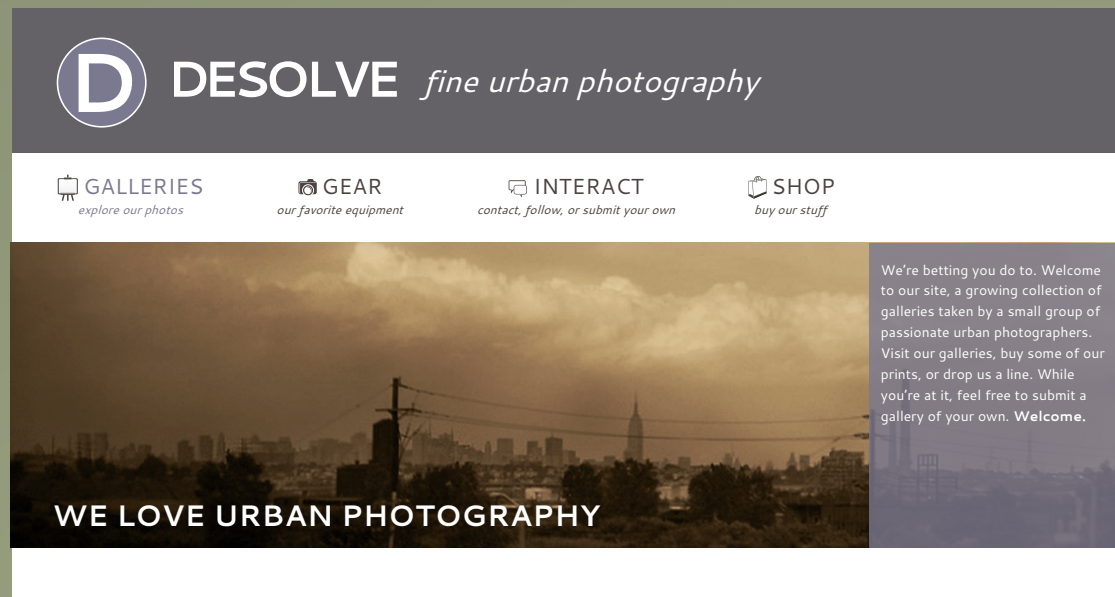 D DESOLVE fine urban photography
GALLERIES
explore our photos
GEAR
our favorite equipment
INTERACT
contact, follow, or submit your own
SHOP
buy our stuff
We're betting you do to. Welcome
to our site, a growing collection of
galleries taken by a small group of
passionate urban photographers.
Visit our galleries, buy some of our
prints, or drop us a line. While
you're at it, feel free to submit a
gallery of your own. Welcome.
WE LOVE URBAN PHOTOGRAPHY